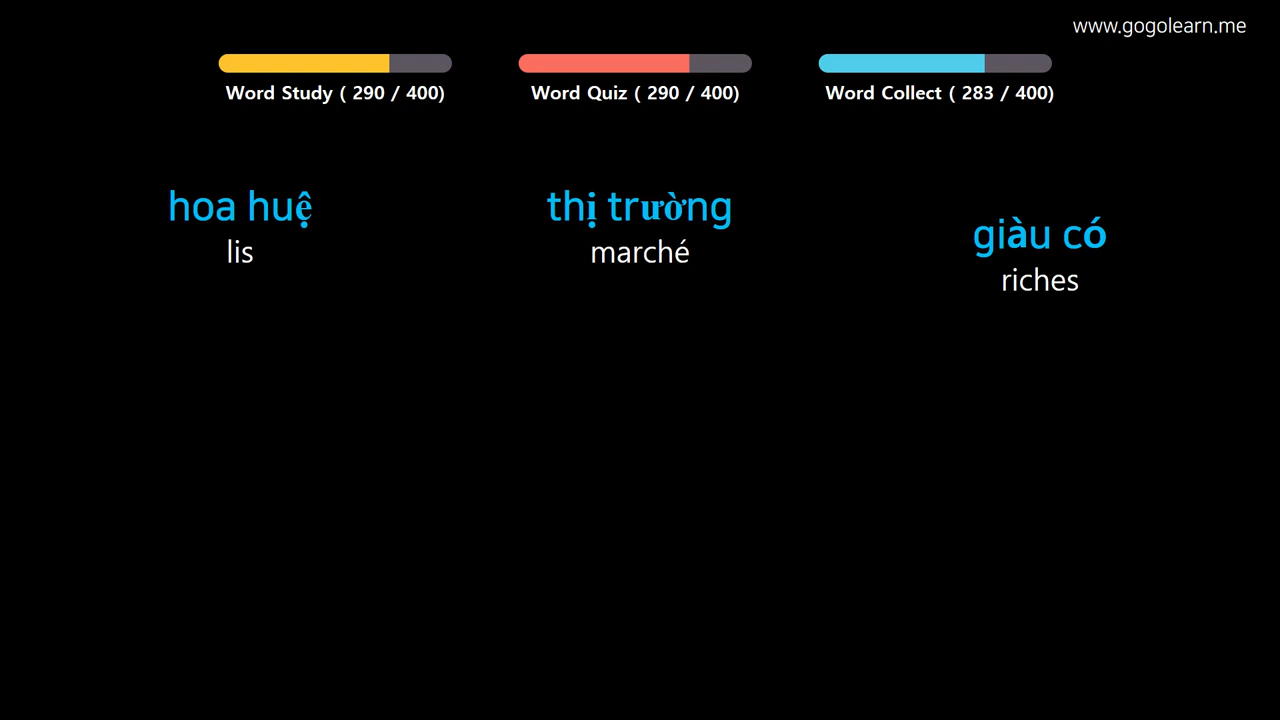 www.gogolearn.me
Word Study ( 290 / 400)
Word Quiz ( 290 / 400)
Word Collect ( 283 / 400)
hoa huệ
lis
thị trường
marché
giàu có
riches